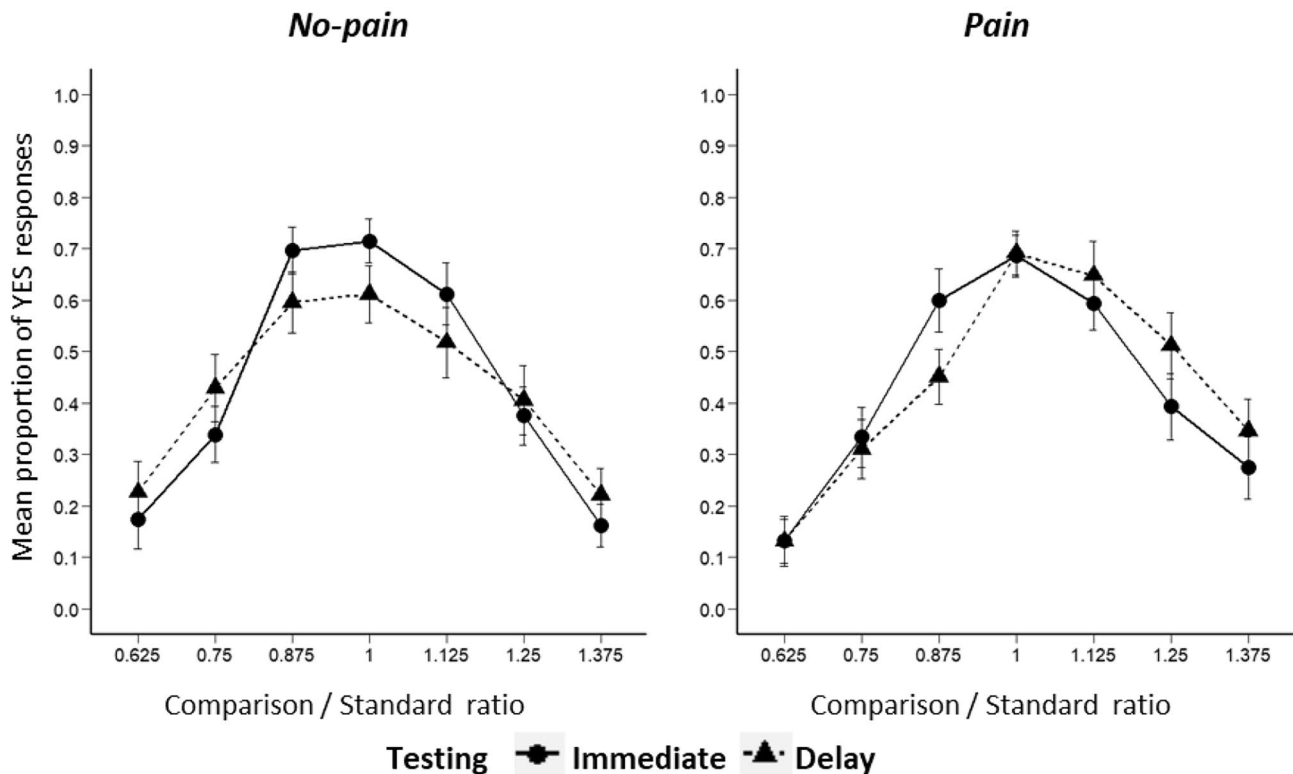 No-pain
Pain
Mean proportion of YES responses
1.0
0.9
0.8
0.7
0.6
0.5
0.4
0.3
0.2
0.1
0.0
0.625 0.75 0.875 1 1.125 1.25 1.375
Comparison / Standard ratio
1.0
0.9
0.8
0.7
0.6
0.5
0.4
0.3
0.2
0.1
0.0
0.625 0.75 0.875 1 1.125 1.25 1.375
Comparison / Standard ratio
Testing Immediate Delay